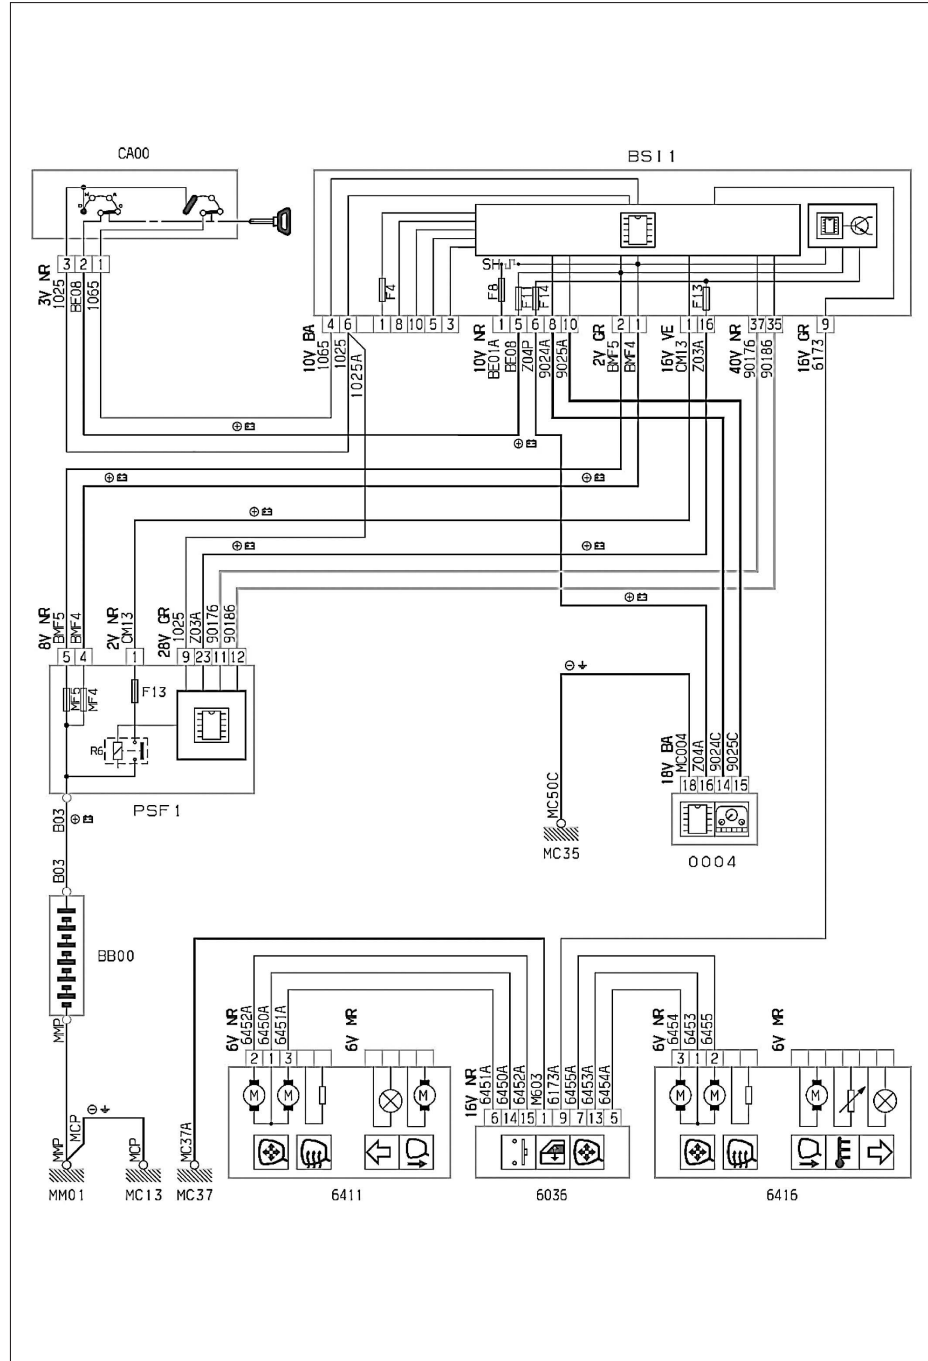 CA00
BSI1
SH
F4
F8
F11
F14
F13
3 2 1
3V NR
1025
BE08
1065
4 6 1 8 10 5 3
10V BA
1065
1025
1025A
1 5 6 8 10
10V NR
BE01A
BE08
Z04P
9024A
9025A
2 1
2V GR
BMF5
BMF4
1 16
16V VE
CM13
Z03A
37 35
40V NR
90176
90186
9
16V GR
6173
8V NR
BMF5
BMF4
5 4
2V NR
CM13
1
28V GR
1025
Z03A
90176
90186
9 23 11 12
MF5
MF4
F13
R6
PSF1
B03
B03
BB00
MMP
MMP
MCP
MCP
MM01
MC13
MC37A
MC37
MC50C
MC35
18V BA
MC004
Z04A
9024C
9025C
18 16 14 15
0004
6V NR
6452A
6450A
6451A
2 1 3
6V MR
M M M
6411
16V NR
6451A
6450A
6452A
M603
6173A
6455A
6453A
6454A
6 14 15 1 9 7 13 5
6036
6V NR
6454
6453
6455
3 1 2
6V MR
M M M
6416